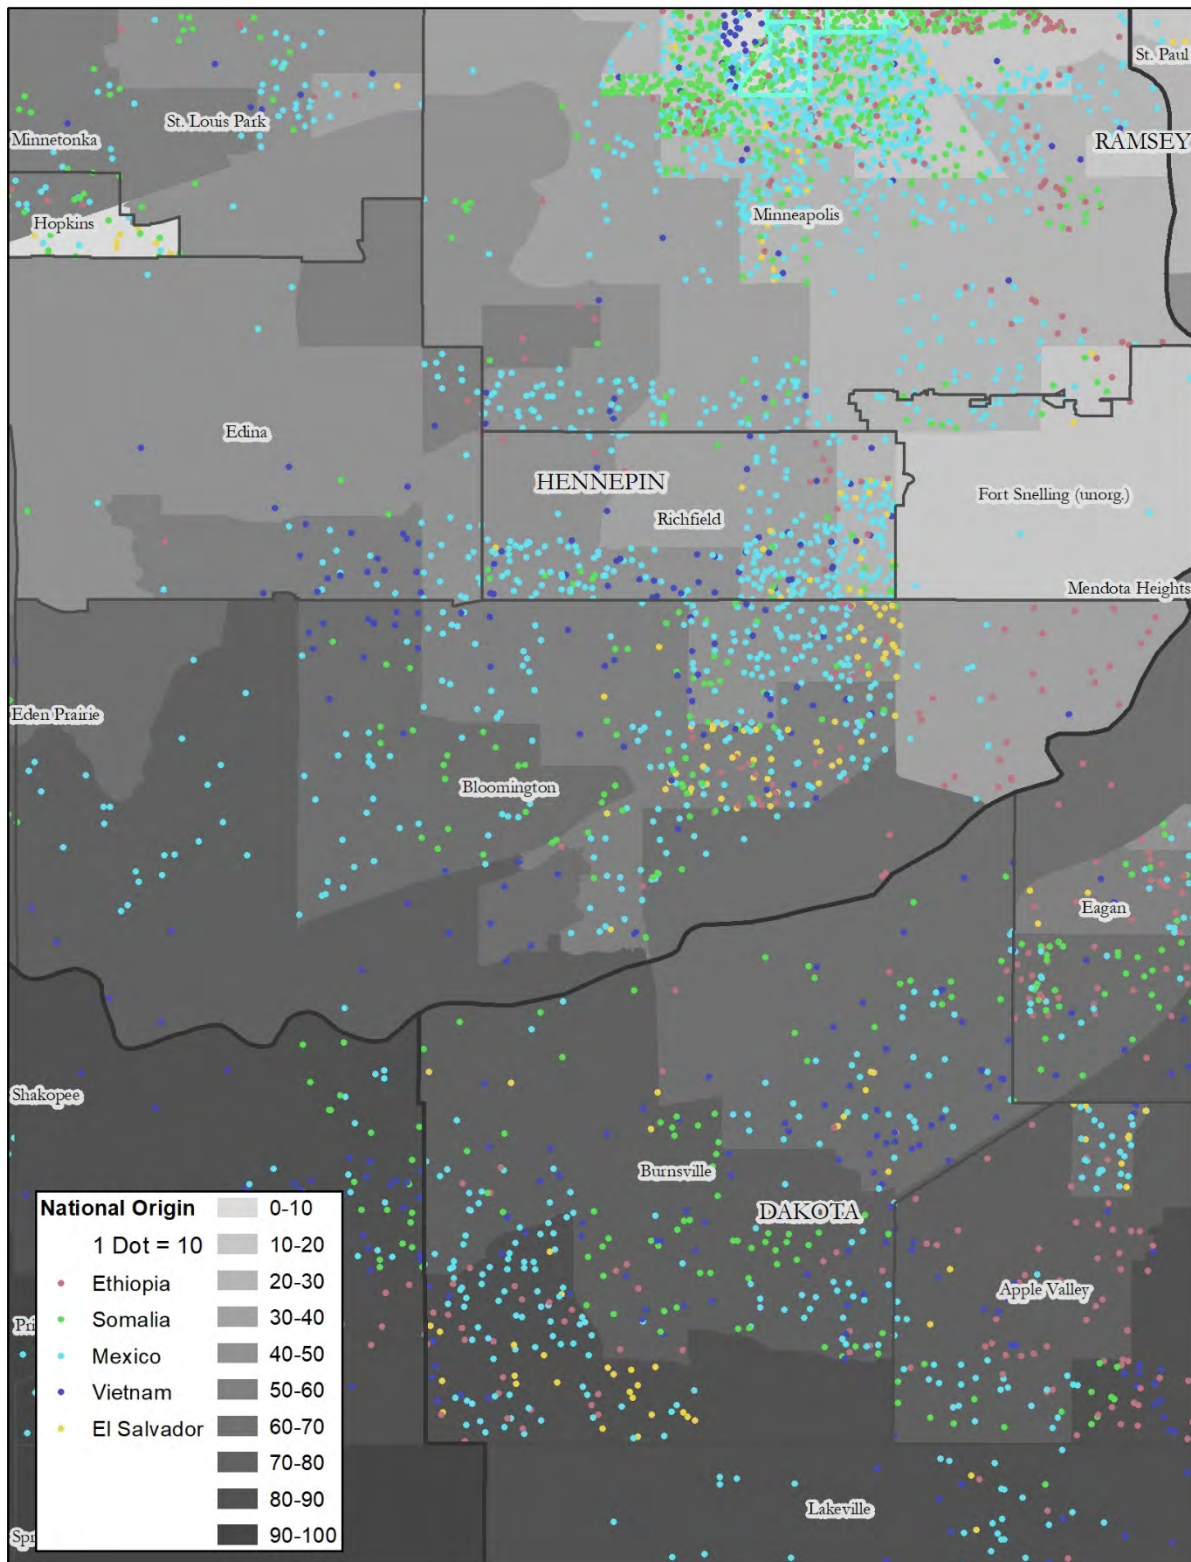 St. Paul
St. Louis Park
Minnetonka
RAMSEY
Hopkins
Minneapolis
Edina
HENNEPIN
Fort Snelling (unorg.)
Richfield
Mendota Heights
Eden Prairie
Bloomington
Eagan
Shakopee
Burnsville
DAKOTA
Apple Valley
Pri
Lakeville
Spr
National Origin
1 Dot = 10
Ethiopia
Somalia
Mexico
Vietnam
El Salvador
0-10
10-20
20-30
30-40
40-50
50-60
60-70
70-80
80-90
90-100